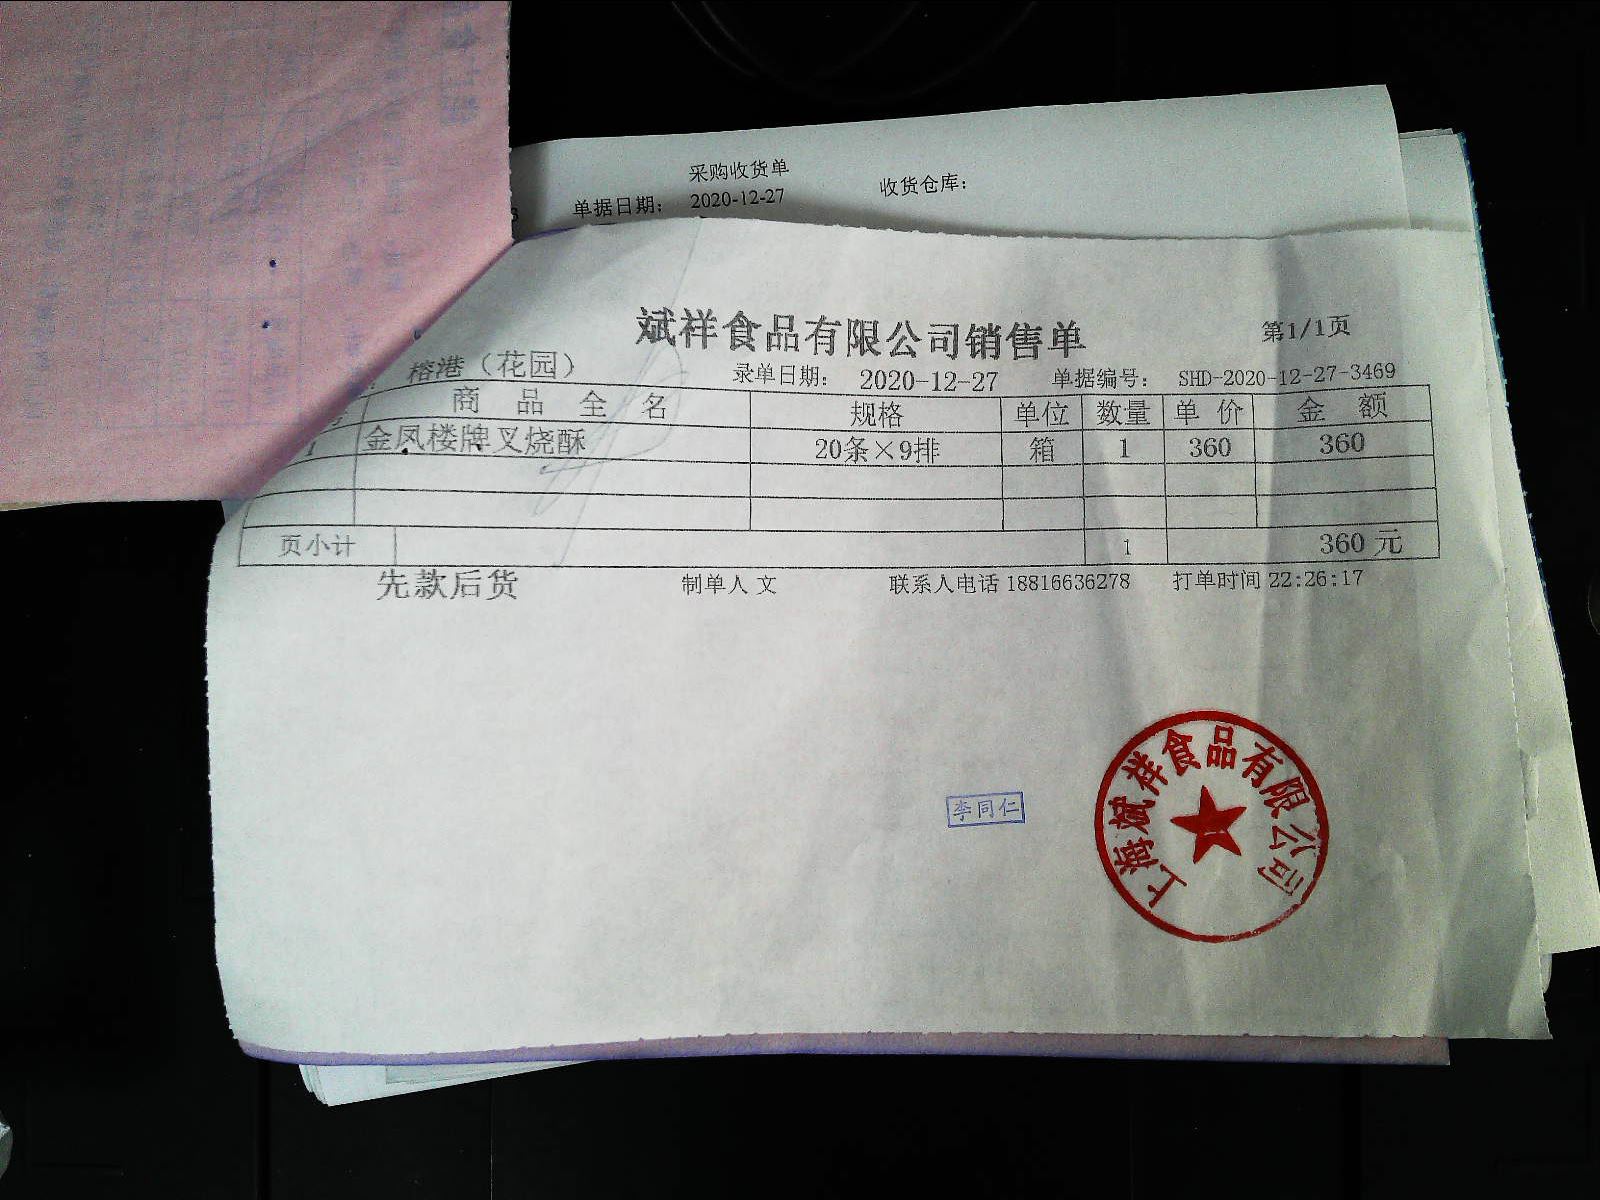 采购收货单
单据日期： 2020-12-27 收货仓库：
斌祥食品有限公司销售单 第1/1页
榕港（花园） 录单日期： 2020-12-27 单据编号： SHD-2020-12-27-3469
商品全名 规格 单位 数量 单价 金额
1 金凤楼牌叉烧酥 20条×9排 箱 1 360 360
页小计 1 360元
先款后货 制单人 文 联系人电话 18816636278 打单时间 22:26:17
李同仁
上海斌祥食品有限公司